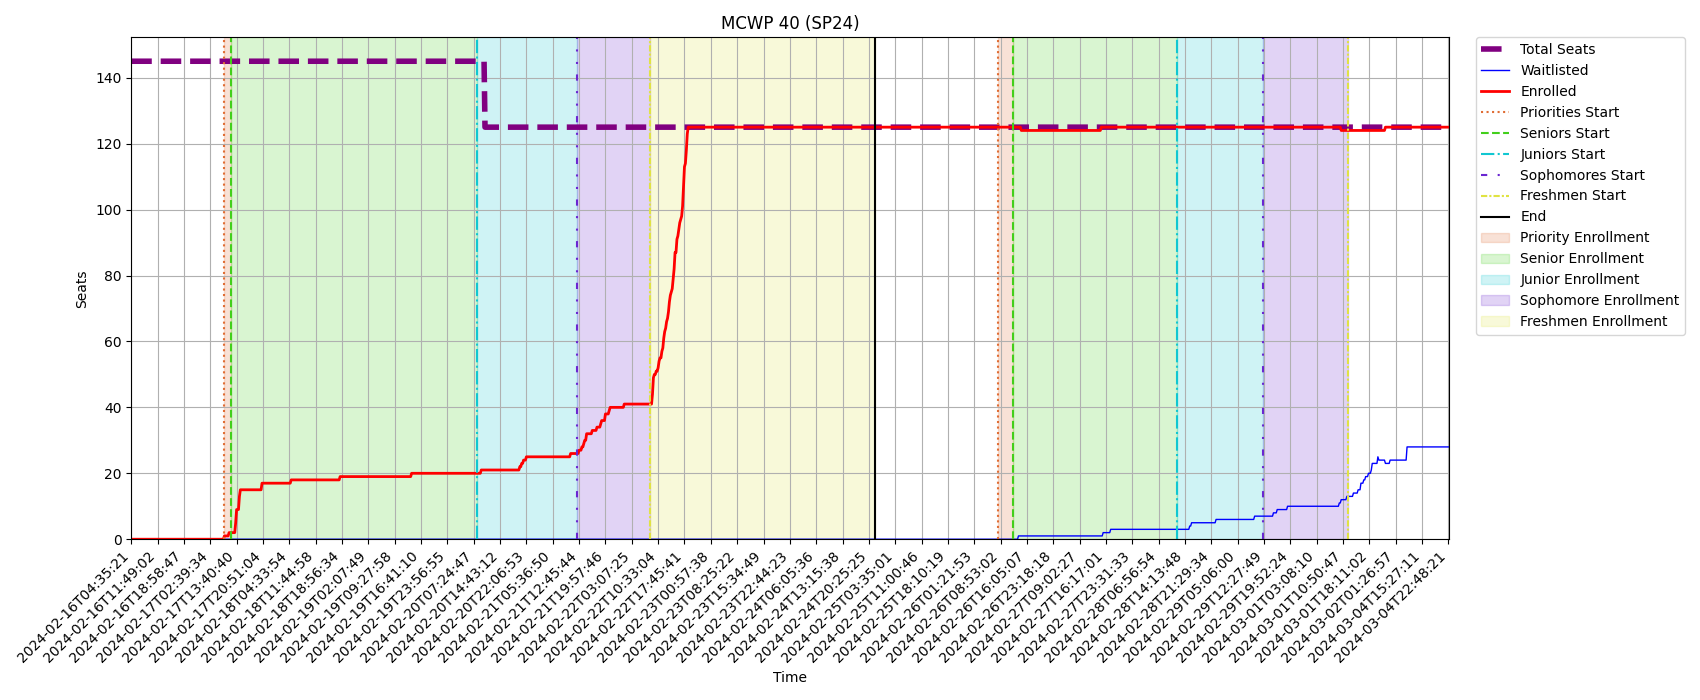 MCWP 40 (SP24)
Total Seats
Waitlisted
Enrolled
Priorities Start
Seniors Start
Juniors Start
Sophomores Start
Freshmen Start
End
Priority Enrollment
Senior Enrollment
Junior Enrollment
Sophomore Enrollment
Freshmen Enrollment
Seats
140
120
100
80
60
40
20
0
2024-02-16T04:35:21
2024-02-16T11:49:02
2024-02-16T18:58:47
2024-02-17T02:39:34
2024-02-17T13:40:40
2024-02-17T20:51:04
2024-02-18T04:33:54
2024-02-18T11:44:58
2024-02-18T18:56:34
2024-02-19T02:07:49
2024-02-19T09:27:58
2024-02-19T16:41:10
2024-02-19T23:56:55
2024-02-20T07:24:47
2024-02-20T14:43:12
2024-02-20T22:06:53
2024-02-21T05:36:50
2024-02-21T12:45:44
2024-02-21T19:57:46
2024-02-22T03:07:25
2024-02-22T10:33:04
2024-02-22T17:45:41
2024-02-23T00:57:38
2024-02-23T08:25:22
2024-02-23T15:34:49
2024-02-23T22:44:23
2024-02-24T06:05:36
2024-02-24T13:15:38
2024-02-24T20:25:25
2024-02-25T03:35:01
2024-02-25T11:00:46
2024-02-25T18:10:19
2024-02-26T01:21:53
2024-02-26T08:53:02
2024-02-26T16:05:07
2024-02-26T23:18:18
2024-02-27T09:02:27
2024-02-27T16:17:01
2024-02-27T23:31:33
2024-02-28T06:56:54
2024-02-28T14:13:48
2024-02-28T21:29:34
2024-02-29T05:06:00
2024-02-29T12:27:49
2024-02-29T19:52:24
2024-03-01T03:08:10
2024-03-01T10:50:47
2024-03-01T18:11:02
2024-03-02T01:26:57
2024-03-04T15:27:11
2024-03-04T22:48:21
Time